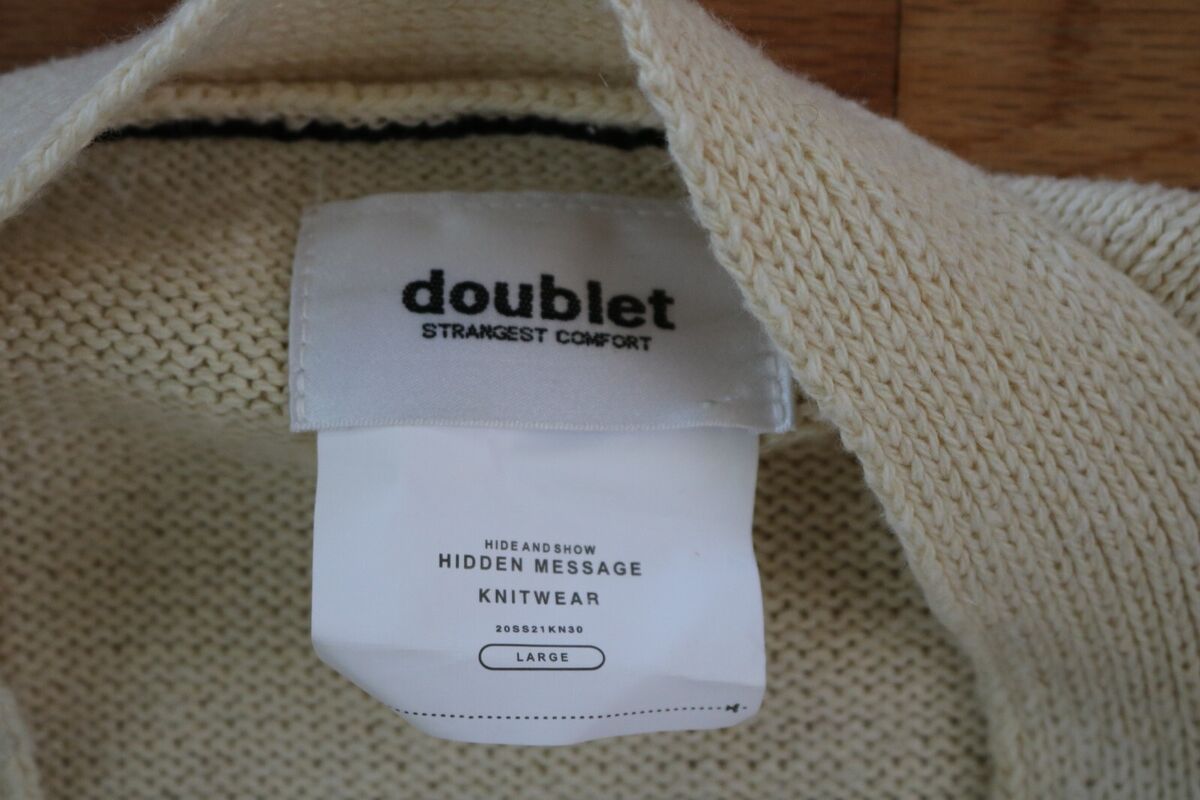 doublet
STRANGEST COMFORT
HIDE AND SHOW
HIDDEN MESSAGE
KNITWEAR
20SS21KN30
LARGE